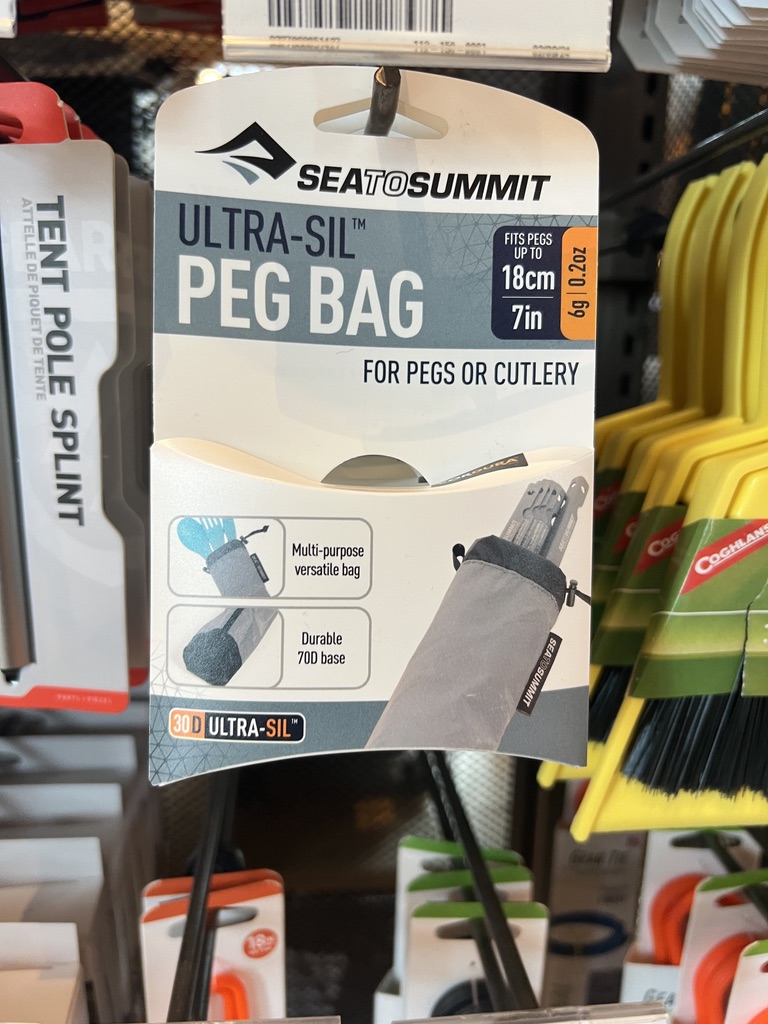 SEATOSUMMIT
ULTRA-SIL™
PEG BAG
FITS PEGS
UP TO
18cm
7in
6g | 0.2oz
FOR PEGS OR CUTLERY
CORDURA
Multi-purpose
versatile bag
Durable
70D base
SEATOSUMMIT
30D ULTRA-SIL™
TENT POLE SPLINT
ATTELLE DE PIQUET DE TENTE
COGHLAN'S